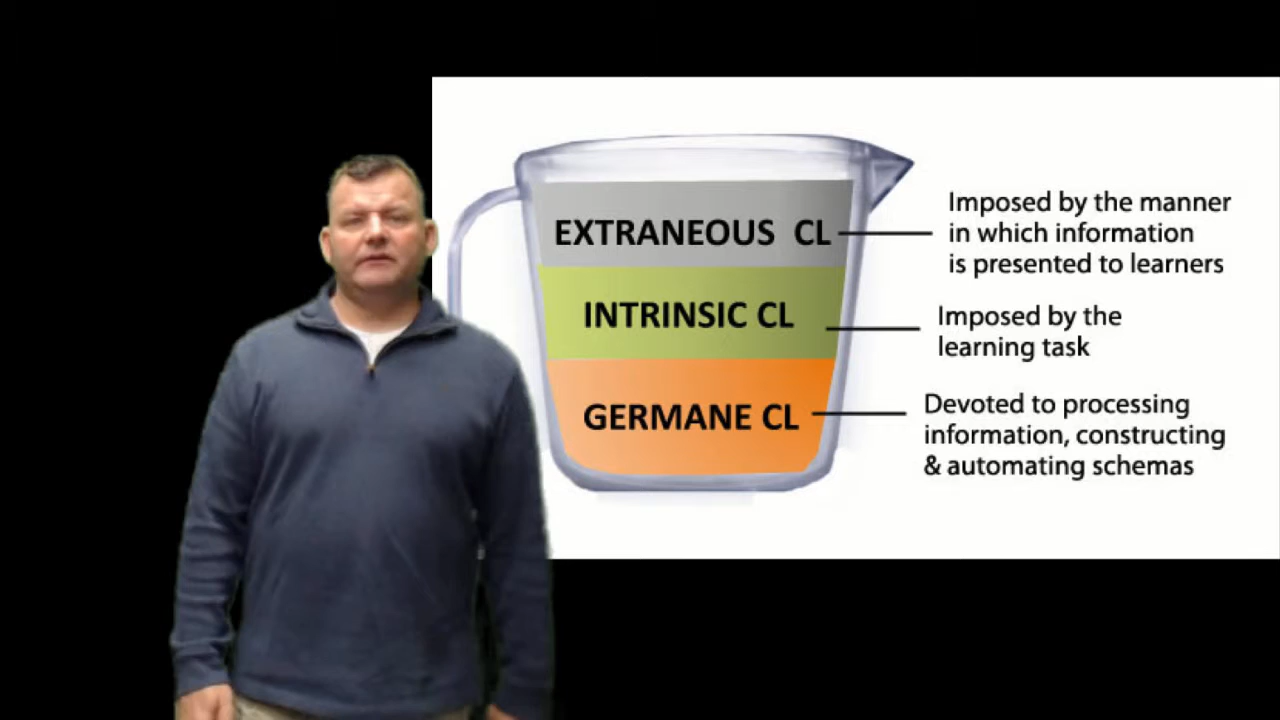 EXTRANEOUS CL
Imposed by the manner
in which information
is presented to learners
INTRINSIC CL
Imposed by the
learning task
GERMANE CL
Devoted to processing
information, constructing
& automating schemas